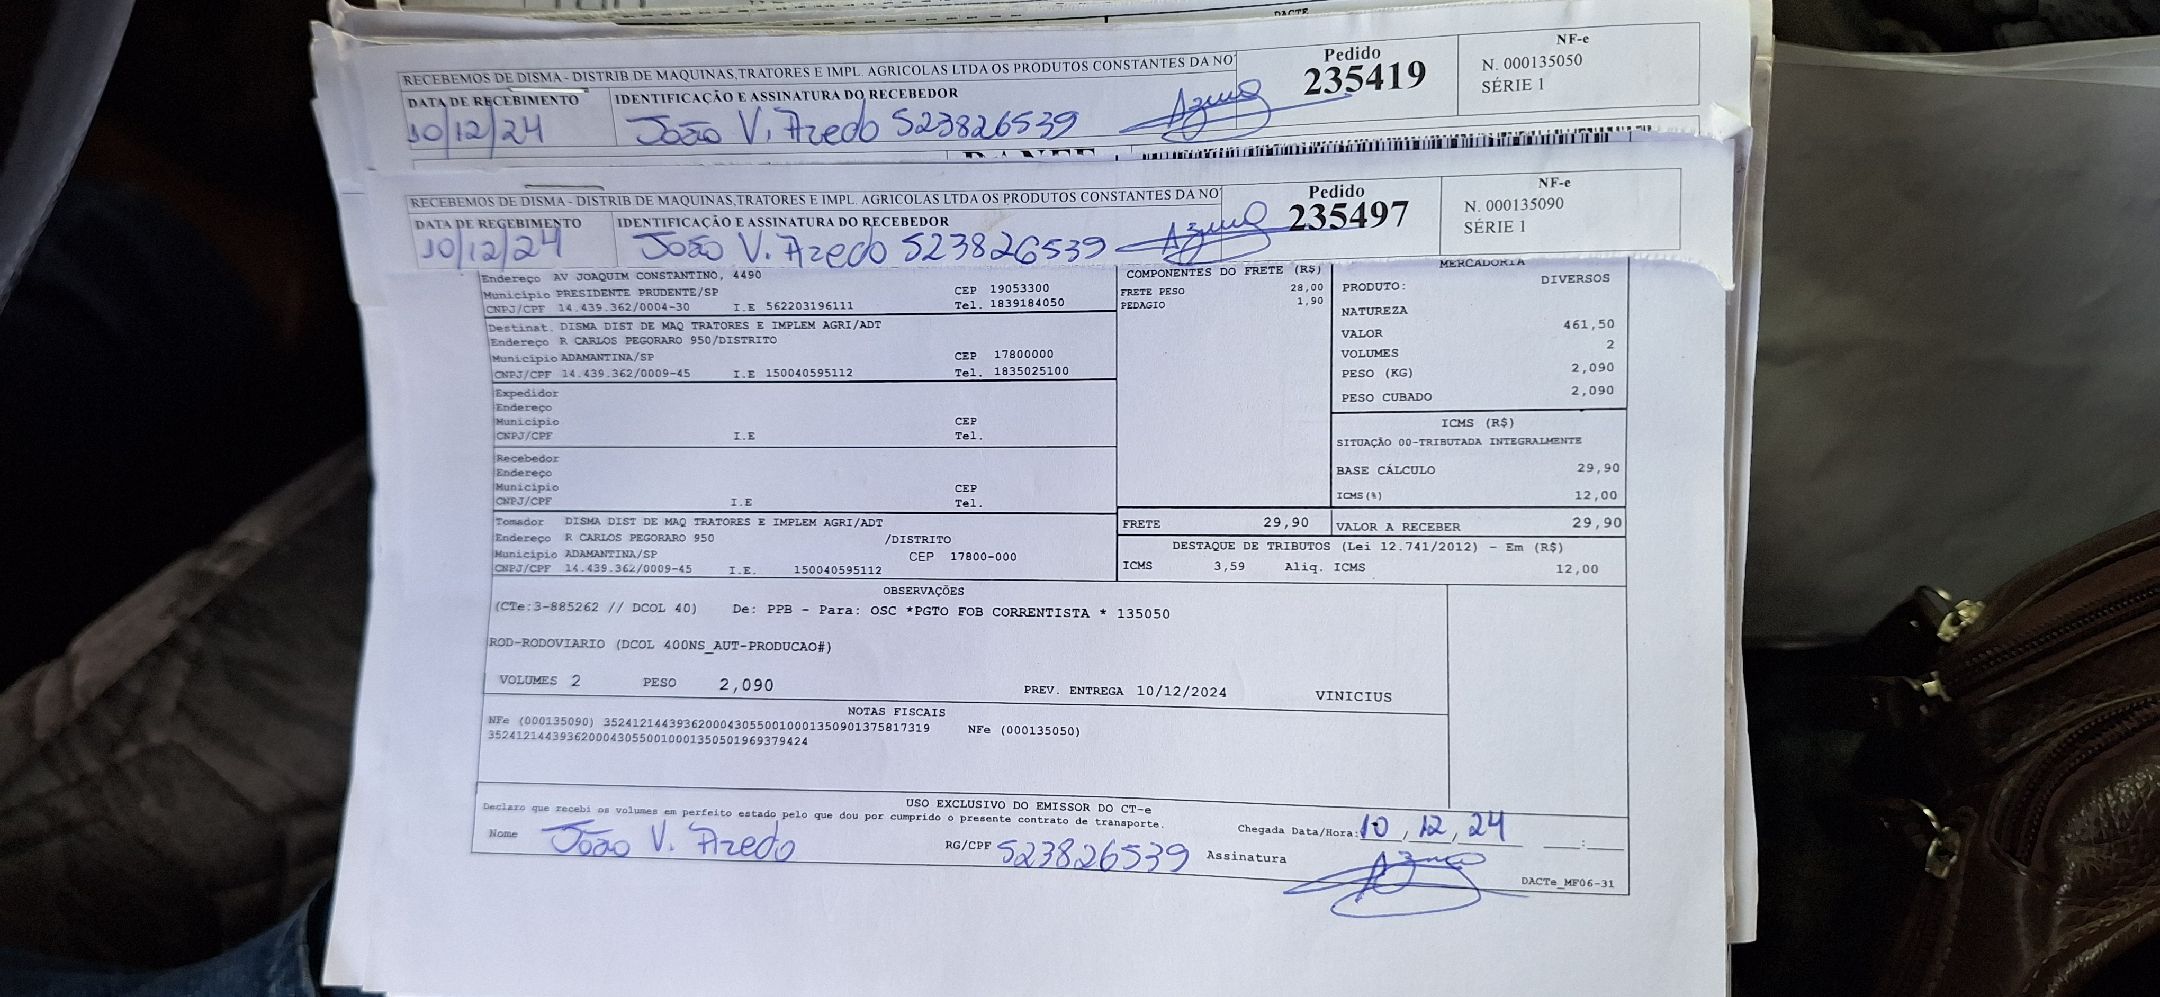 DACTE
RECEBEMOS DE DISMA - DISTRIB DE MAQUINAS,TRATORES E IMPL. AGRICOLAS LTDA OS PRODUTOS CONSTANTES DA NO
Pedido
235419
NF-e
N. 000135050
SÉRIE 1
DATA DE RECEBIMENTO
10/12/24
IDENTIFICAÇÃO E ASSINATURA DO RECEBEDOR
João V. Azedo 523826539
RECEBEMOS DE DISMA - DISTRIB DE MAQUINAS,TRATORES E IMPL. AGRICOLAS LTDA OS PRODUTOS CONSTANTES DA NO
Pedido
235497
NF-e
N. 000135090
SÉRIE 1
DATA DE RECEBIMENTO
10/12/24
IDENTIFICAÇÃO E ASSINATURA DO RECEBEDOR
João V. Azedo 523826539
Endereço AV JOAQUIM CONSTANTINO, 4490
Município PRESIDENTE PRUDENTE/SP CEP 19053300
CNPJ/CPF 14.439.362/0004-30 I.E 562203196111 Tel. 1839184050
Destinat. DISMA DIST DE MAQ TRATORES E IMPLEM AGRI/ADT
Endereço R CARLOS PEGORARO 950/DISTRITO
Município ADAMANTINA/SP CEP 17800000
CNPJ/CPF 14.439.362/0009-45 I.E 150040595112 Tel. 1835025100
Expedidor
Endereço
Município CEP
CNPJ/CPF I.E Tel.
Recebedor
Endereço
Município CEP
CNPJ/CPF I.E Tel.
Tomador DISMA DIST DE MAQ TRATORES E IMPLEM AGRI/ADT
Endereço R CARLOS PEGORARO 950 /DISTRITO
Município ADAMANTINA/SP CEP 17800-000
CNPJ/CPF 14.439.362/0009-45 I.E. 150040595112
COMPONENTES DO FRETE (R$)
FRETE PESO 28,00
PEDAGIO 1,90
FRETE 29,90
MERCADORIA
PRODUTO: DIVERSOS
NATUREZA
VALOR 461,50
VOLUMES 2
PESO (KG) 2,090
PESO CUBADO 2,090
ICMS (R$)
SITUAÇÃO 00-TRIBUTADA INTEGRALMENTE
BASE CÁLCULO 29,90
ICMS(%) 12,00
VALOR A RECEBER 29,90
DESTAQUE DE TRIBUTOS (Lei 12.741/2012) - Em (R$)
ICMS 3,59 Aliq. ICMS 12,00
OBSERVAÇÕES
(CTe:3-885262 // DCOL 40) De: PPB - Para: OSC *PGTO FOB CORRENTISTA * 135050
ROD-RODOVIARIO (DCOL 400NS_AUT-PRODUCAO#)
VOLUMES 2 PESO 2,090 PREV. ENTREGA 10/12/2024 VINICIUS
NOTAS FISCAIS
NFe (000135090) 35241214439362000430550010001350901375817319 NFe (000135050)
35241214439362000430550010001350501969379424
USO EXCLUSIVO DO EMISSOR DO CT-e
Declaro que recebi os volumes em perfeito estado pelo que dou por cumprido o presente contrato de transporte.
Chegada Data/Hora: 10, 12, 24 :
Nome João V. Azedo RG/CPF 523826539 Assinatura
DACTe_MF06-31